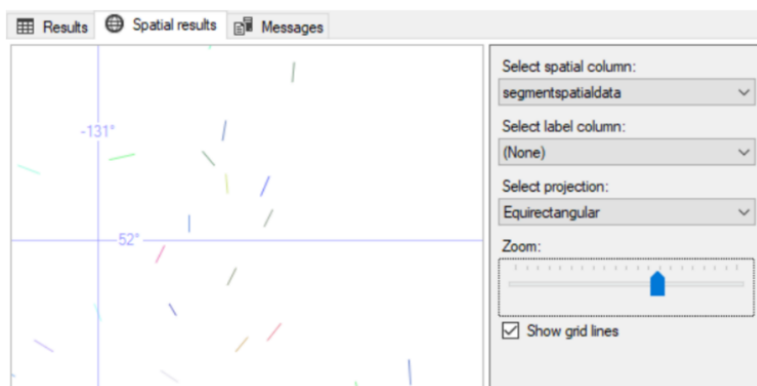 Results Spatial results Messages
Select spatial column:
segmentspatialdata
-131°
Select label column:
(None)
Select projection:
Equirectangular
52°
Zoom:
Show grid lines